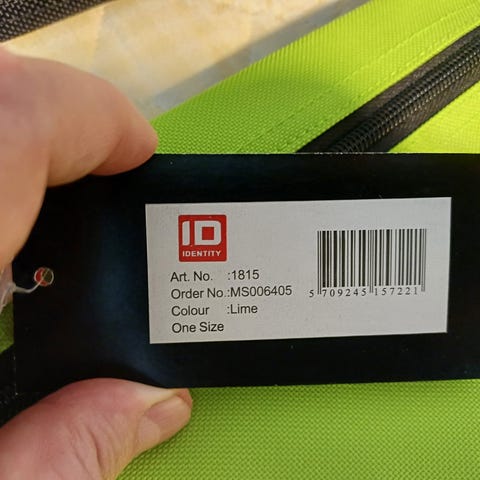 ID
IDENTITY
Art. No. :1815
Order No.:MS006405
Colour :Lime
One Size
5 709245 157221